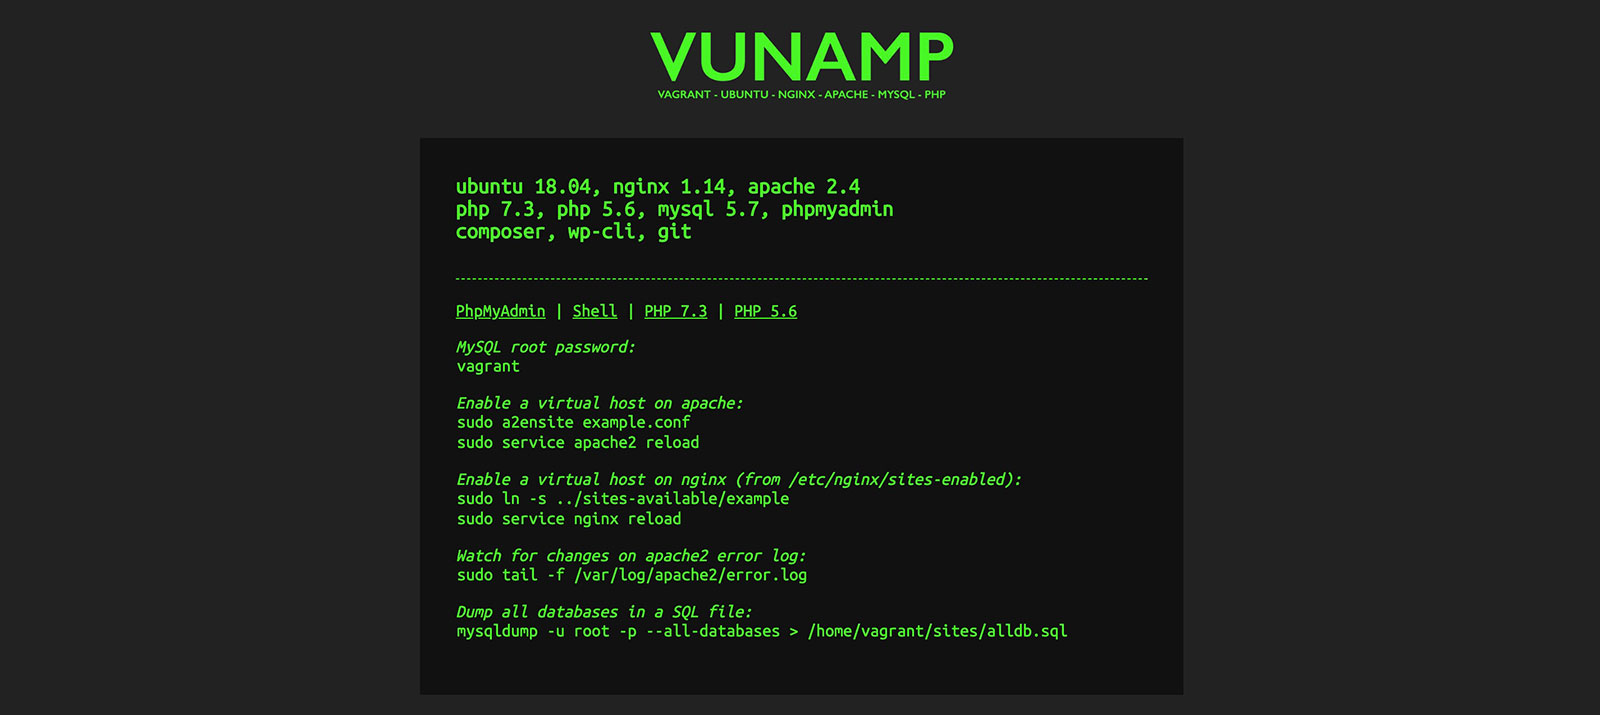 VUNAMP
VAGRANT - UBUNTU - NGINX - APACHE - MYSQL - PHP
ubuntu 18.04, nginx 1.14, apache 2.4
php 7.3, php 5.6, mysql 5.7, phpmyadmin
composer, wp-cli, git
PhpMyAdmin | Shell | PHP 7.3 | PHP 5.6
MySQL root password:
vagrant
Enable a virtual host on apache:
sudo a2ensite example.conf
sudo service apache2 reload
Enable a virtual host on nginx (from /etc/nginx/sites-enabled):
sudo ln -s ../sites-available/example
sudo service nginx reload
Watch for changes on apache2 error log:
sudo tail -f /var/log/apache2/error.log
Dump all databases in a SQL file:
mysqldump -u root -p --all-databases > /home/vagrant/sites/alldb.sql